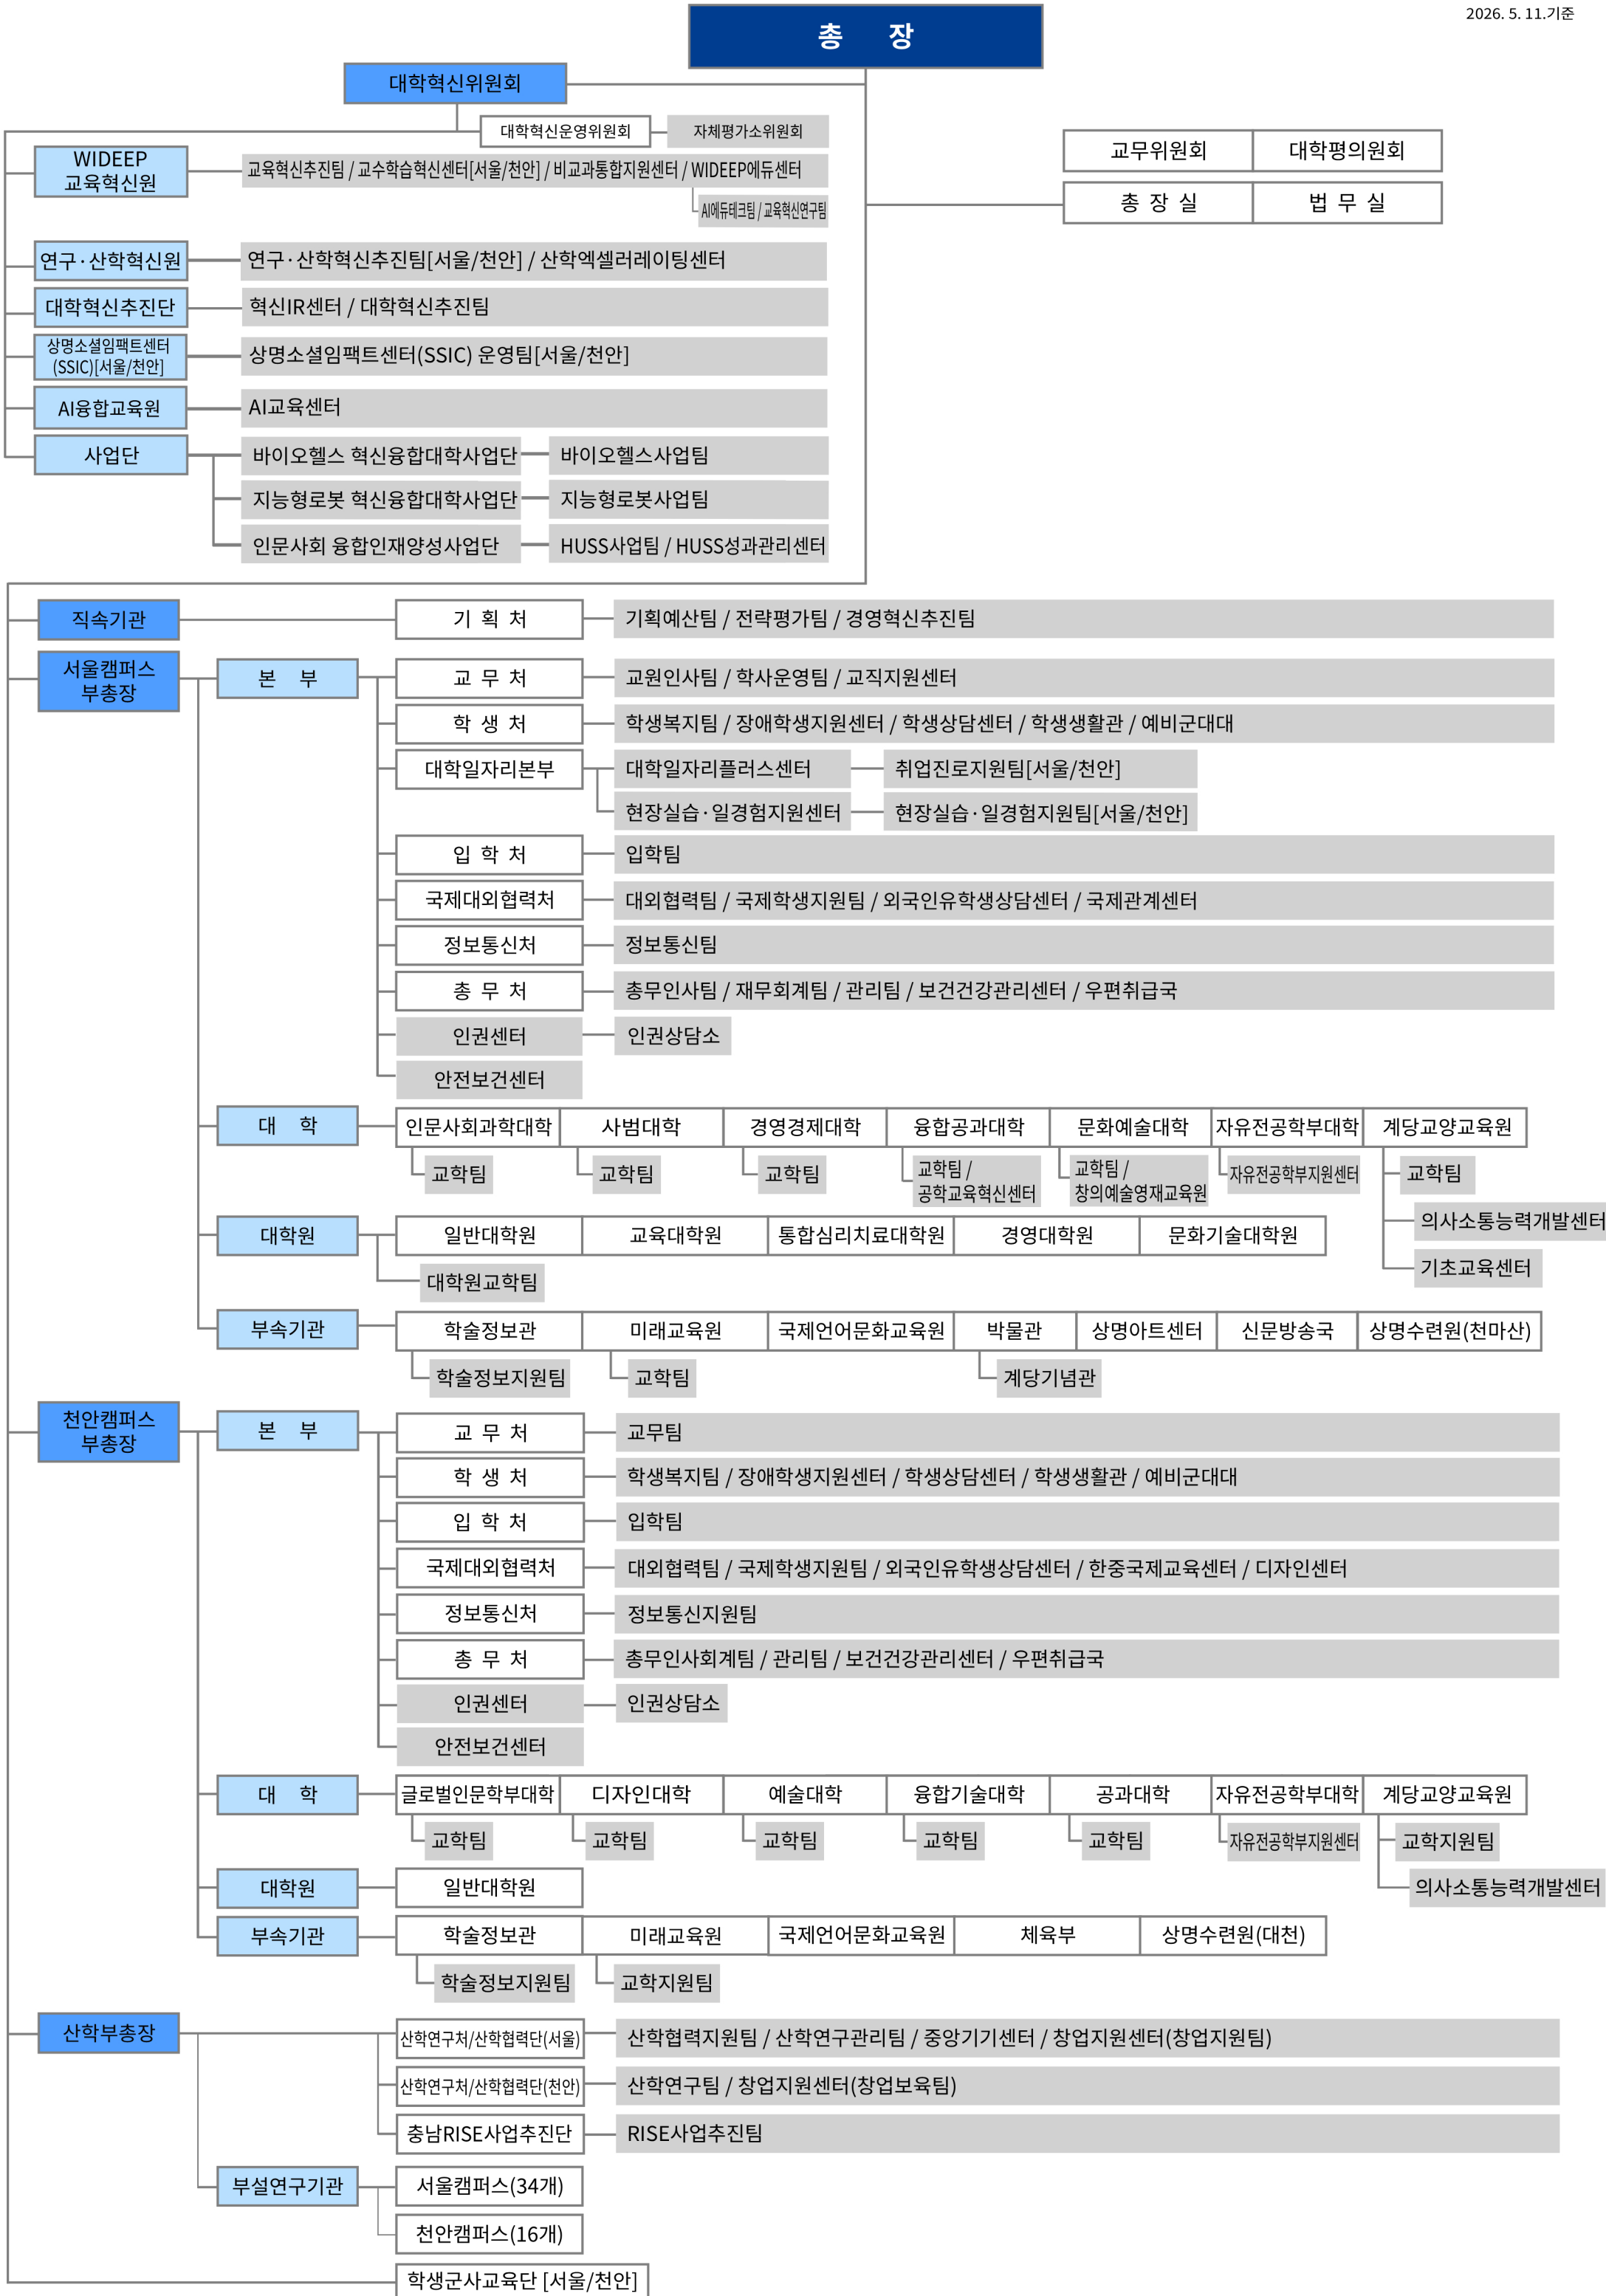 2026. 5. 11.기준
총 장
대학혁신위원회
대학혁신운영위원회 자체평가소위원회
교무위원회 대학평의원회
총 장 실 법 무 실
WIDEEP
교육혁신원
교육혁신추진팀 / 교수학습혁신센터[서울/천안] / 비교과통합지원센터 / WIDEEP에듀센터
AI에듀테크팀 / 교육혁신연구팀
연구·산학혁신원 연구·산학혁신추진팀[서울/천안] / 산학엑셀러레이팅센터
대학혁신추진단 혁신IR센터 / 대학혁신추진팀
상명소셜임팩트센터
(SSIC)[서울/천안]
상명소셜임팩트센터(SSIC) 운영팀[서울/천안]
AI융합교육원 AI교육센터
사업단 바이오헬스 혁신융합대학사업단 바이오헬스사업팀
지능형로봇 혁신융합대학사업단 지능형로봇사업팀
인문사회 융합인재양성사업단 HUSS사업팀 / HUSS성과관리센터
직속기관 기 획 처 기획예산팀 / 전략평가팀 / 경영혁신추진팀
서울캠퍼스
부총장
본 부 교 무 처 교원인사팀 / 학사운영팀 / 교직지원센터
학 생 처 학생복지팀 / 장애학생지원센터 / 학생상담센터 / 학생생활관 / 예비군대대
대학일자리본부 대학일자리플러스센터 취업진로지원팀[서울/천안]
현장실습·일경험지원센터 현장실습·일경험지원팀[서울/천안]
입 학 처 입학팀
국제대외협력처 대외협력팀 / 국제학생지원팀 / 외국인유학생상담센터 / 국제관계센터
정보통신처 정보통신팀
총 무 처 총무인사팀 / 재무회계팀 / 관리팀 / 보건건강관리센터 / 우편취급국
인권센터 인권상담소
안전보건센터
대 학 인문사회과학대학 사범대학 경영경제대학 융합공과대학 문화예술대학 자유전공학부대학 계당교양교육원
교학팀 교학팀 교학팀 교학팀 /
공학교육혁신센터 교학팀 /
창의예술영재교육원 자유전공학부지원센터 교학팀
의사소통능력개발센터
기초교육센터
대학원 일반대학원 교육대학원 통합심리치료대학원 경영대학원 문화기술대학원
대학원교학팀
부속기관 학술정보관 미래교육원 국제언어문화교육원 박물관 상명아트센터 신문방송국 상명수련원(천마산)
학술정보지원팀 교학팀 계당기념관
천안캠퍼스
부총장
본 부 교 무 처 교무팀
학 생 처 학생복지팀 / 장애학생지원센터 / 학생상담센터 / 학생생활관 / 예비군대대
입 학 처 입학팀
국제대외협력처 대외협력팀 / 국제학생지원팀 / 외국인유학생상담센터 / 한중국제교육센터 / 디자인센터
정보통신처 정보통신지원팀
총 무 처 총무인사회계팀 / 관리팀 / 보건건강관리센터 / 우편취급국
인권센터 인권상담소
안전보건센터
대 학 글로벌인문학부대학 디자인대학 예술대학 융합기술대학 공과대학 자유전공학부대학 계당교양교육원
교학팀 교학팀 교학팀 교학팀 교학팀 자유전공학부지원센터 교학지원팀
의사소통능력개발센터
대학원 일반대학원
부속기관 학술정보관 미래교육원 국제언어문화교육원 체육부 상명수련원(대천)
학술정보지원팀 교학지원팀
산학부총장 산학연구처/산학협력단(서울) 산학협력지원팀 / 산학연구관리팀 / 중앙기기센터 / 창업지원센터(창업지원팀)
산학연구처/산학협력단(천안) 산학연구팀 / 창업지원센터(창업보육팀)
충남RISE사업추진단 RISE사업추진팀
부설연구기관 서울캠퍼스(34개)
천안캠퍼스(16개)
학생군사교육단 [서울/천안]